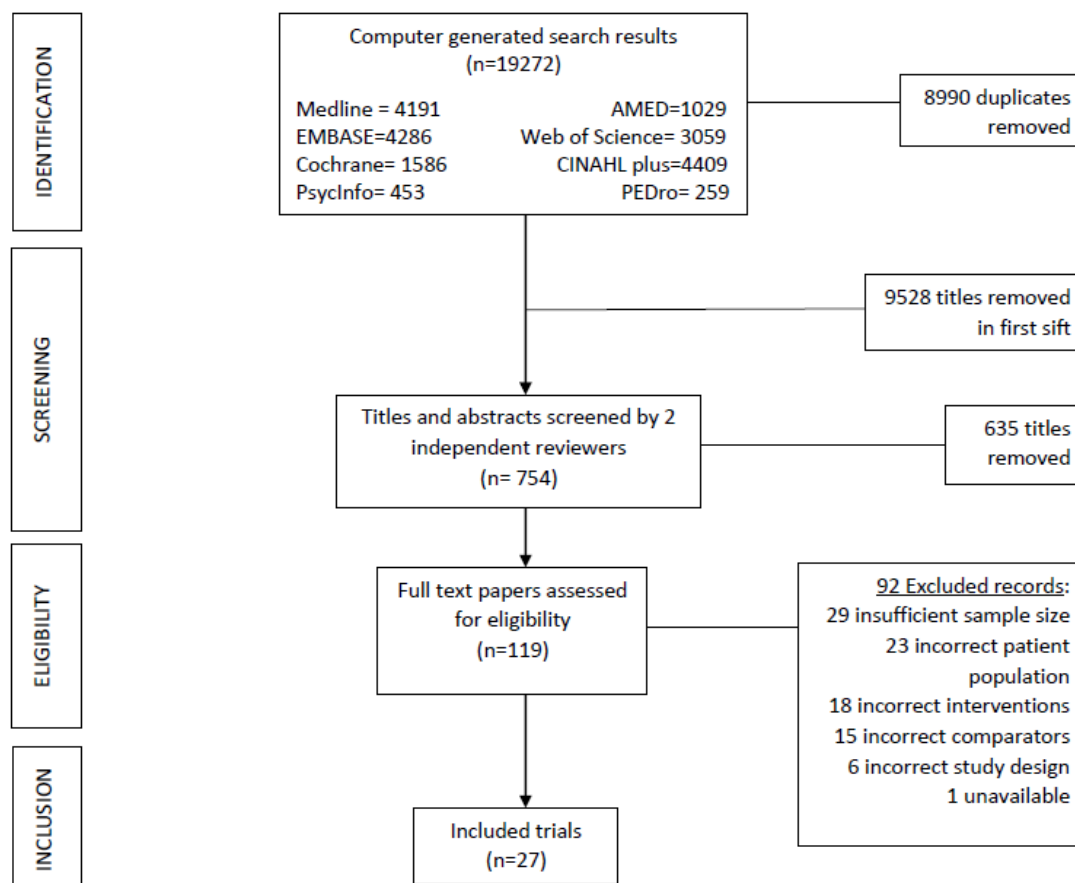 IDENTIFICATION
Computer generated search results
(n=19272)
Medline = 4191
AMED=1029
EMBASE=4286
Web of Science= 3059
Cochrane= 1586
CINAHL plus=4409
PsycInfo= 453
PEDro= 259
8990 duplicates
removed
SCREENING
9528 titles removed
in first sift
Titles and abstracts screened by 2
independent reviewers
(n= 754)
635 titles
removed
ELIGIBILITY
Full text papers assessed
for eligibility
(n=119)
92 Excluded records:
29 insufficient sample size
23 incorrect patient
population
18 incorrect interventions
15 incorrect comparators
6 incorrect study design
1 unavailable
INCLUSION
Included trials
(n=27)